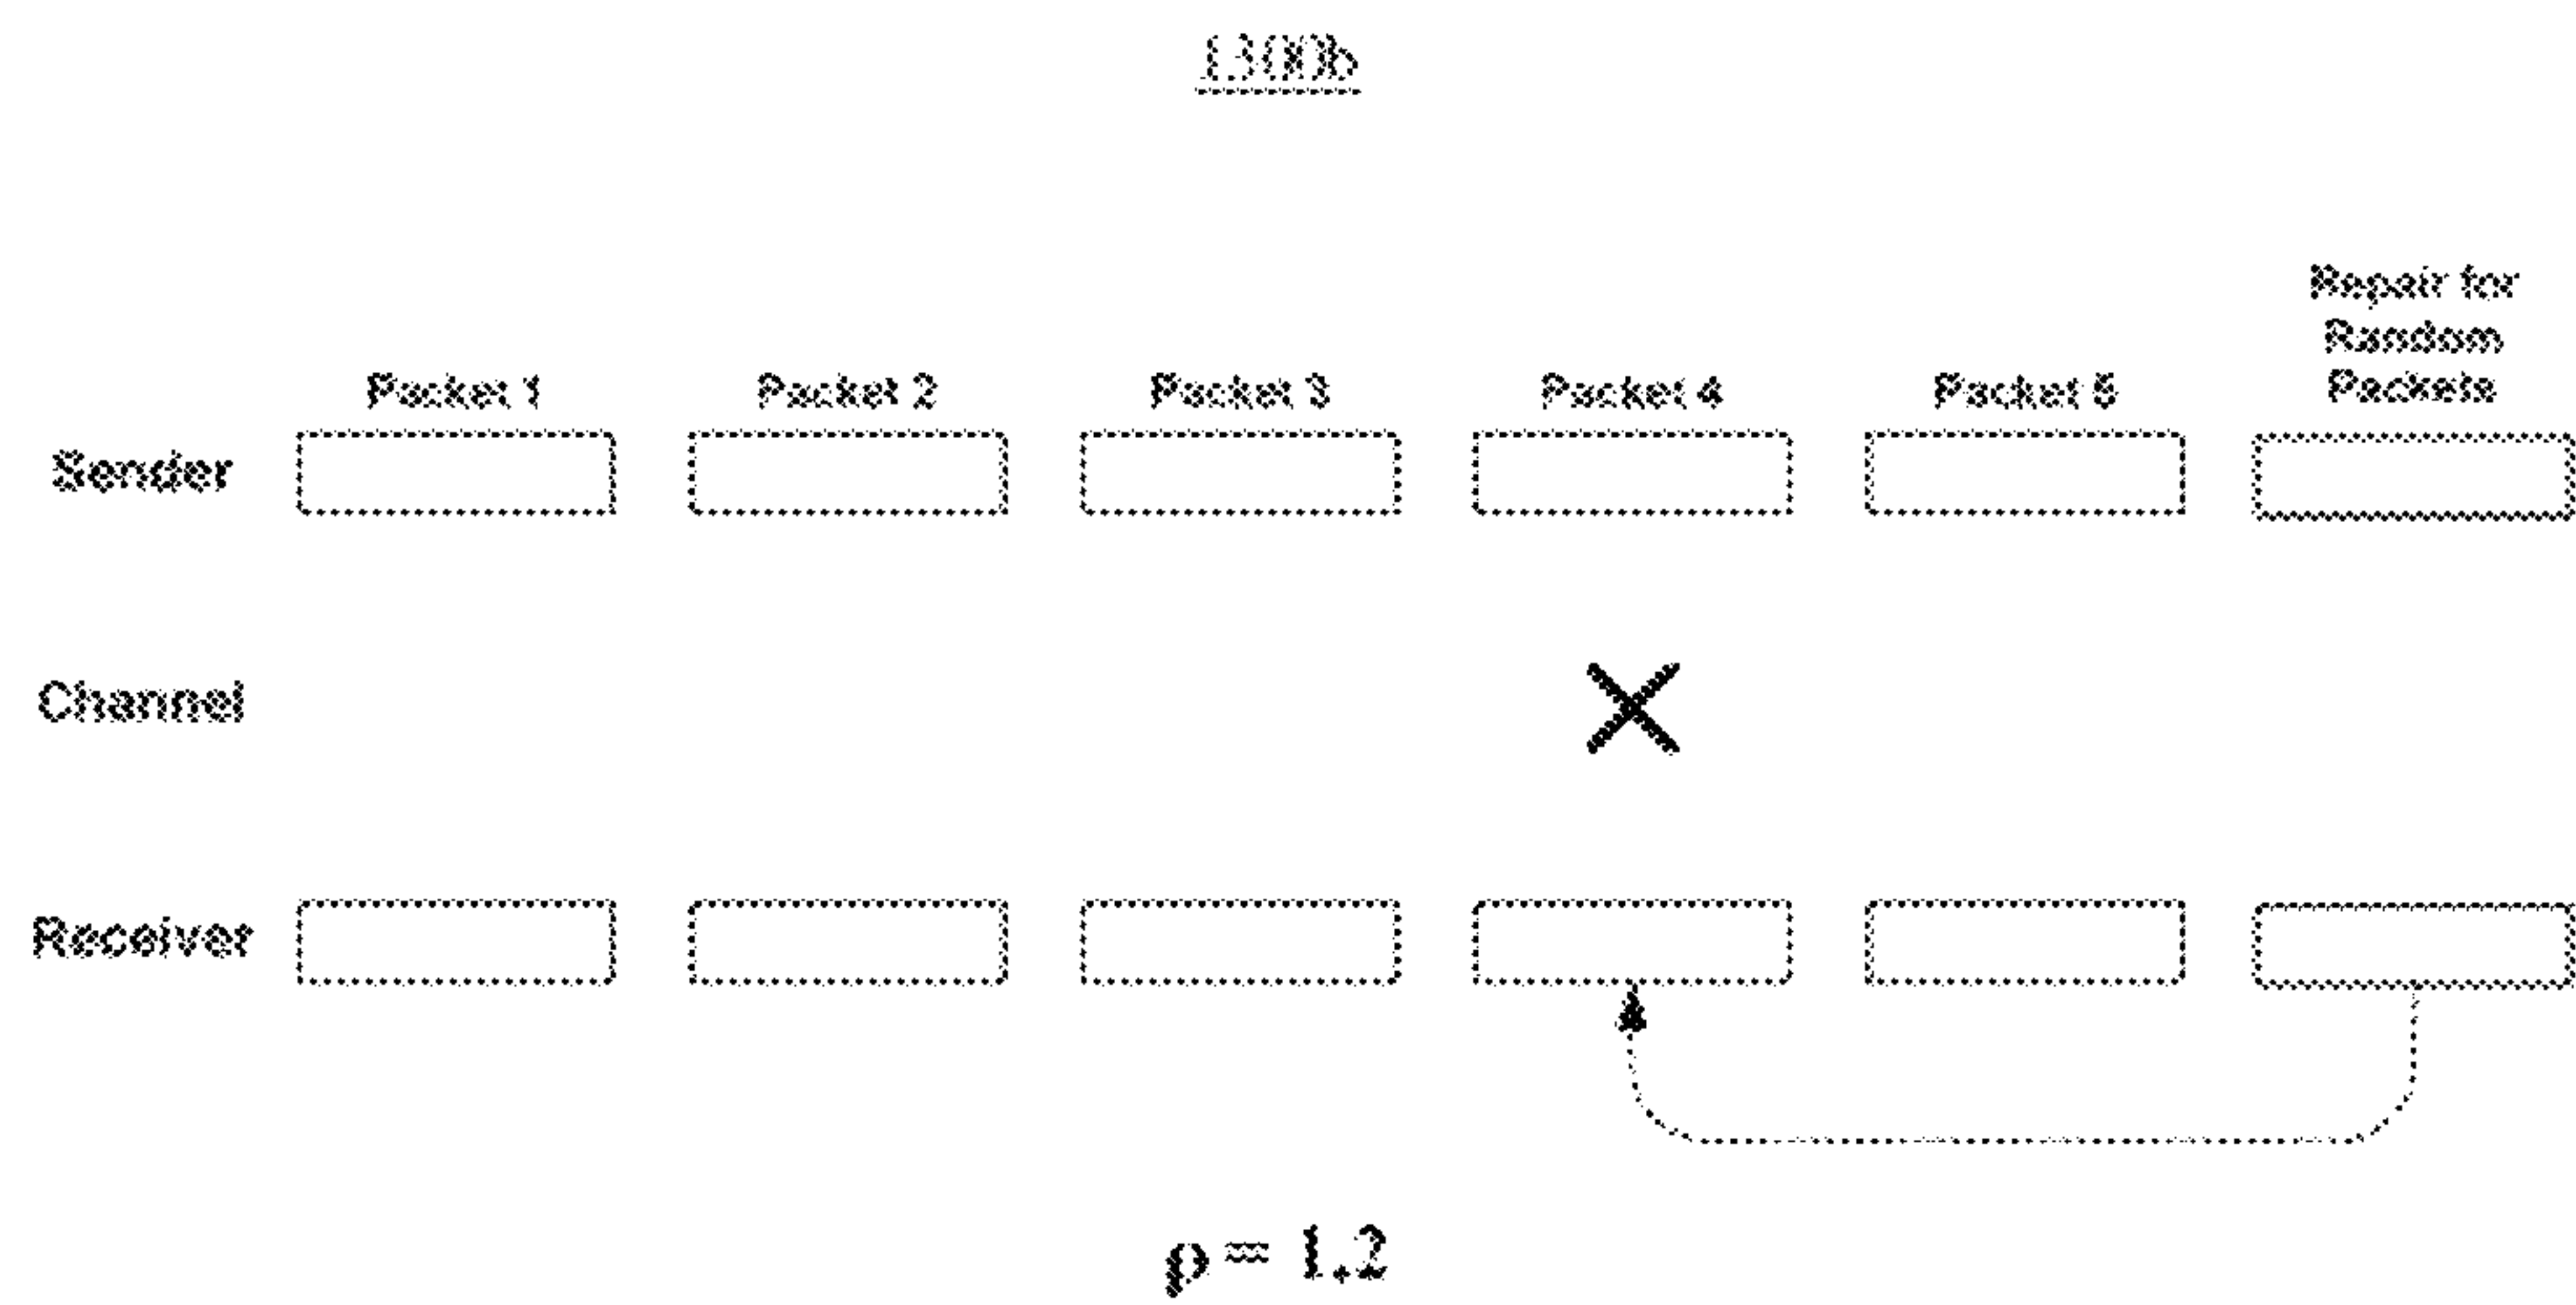 1300b
Repair for
Random
Packets
Packet 1
Packet 2
Packet 3
Packet 4
Packet 5
Sender
Channel
Receiver
ρ = 1.2